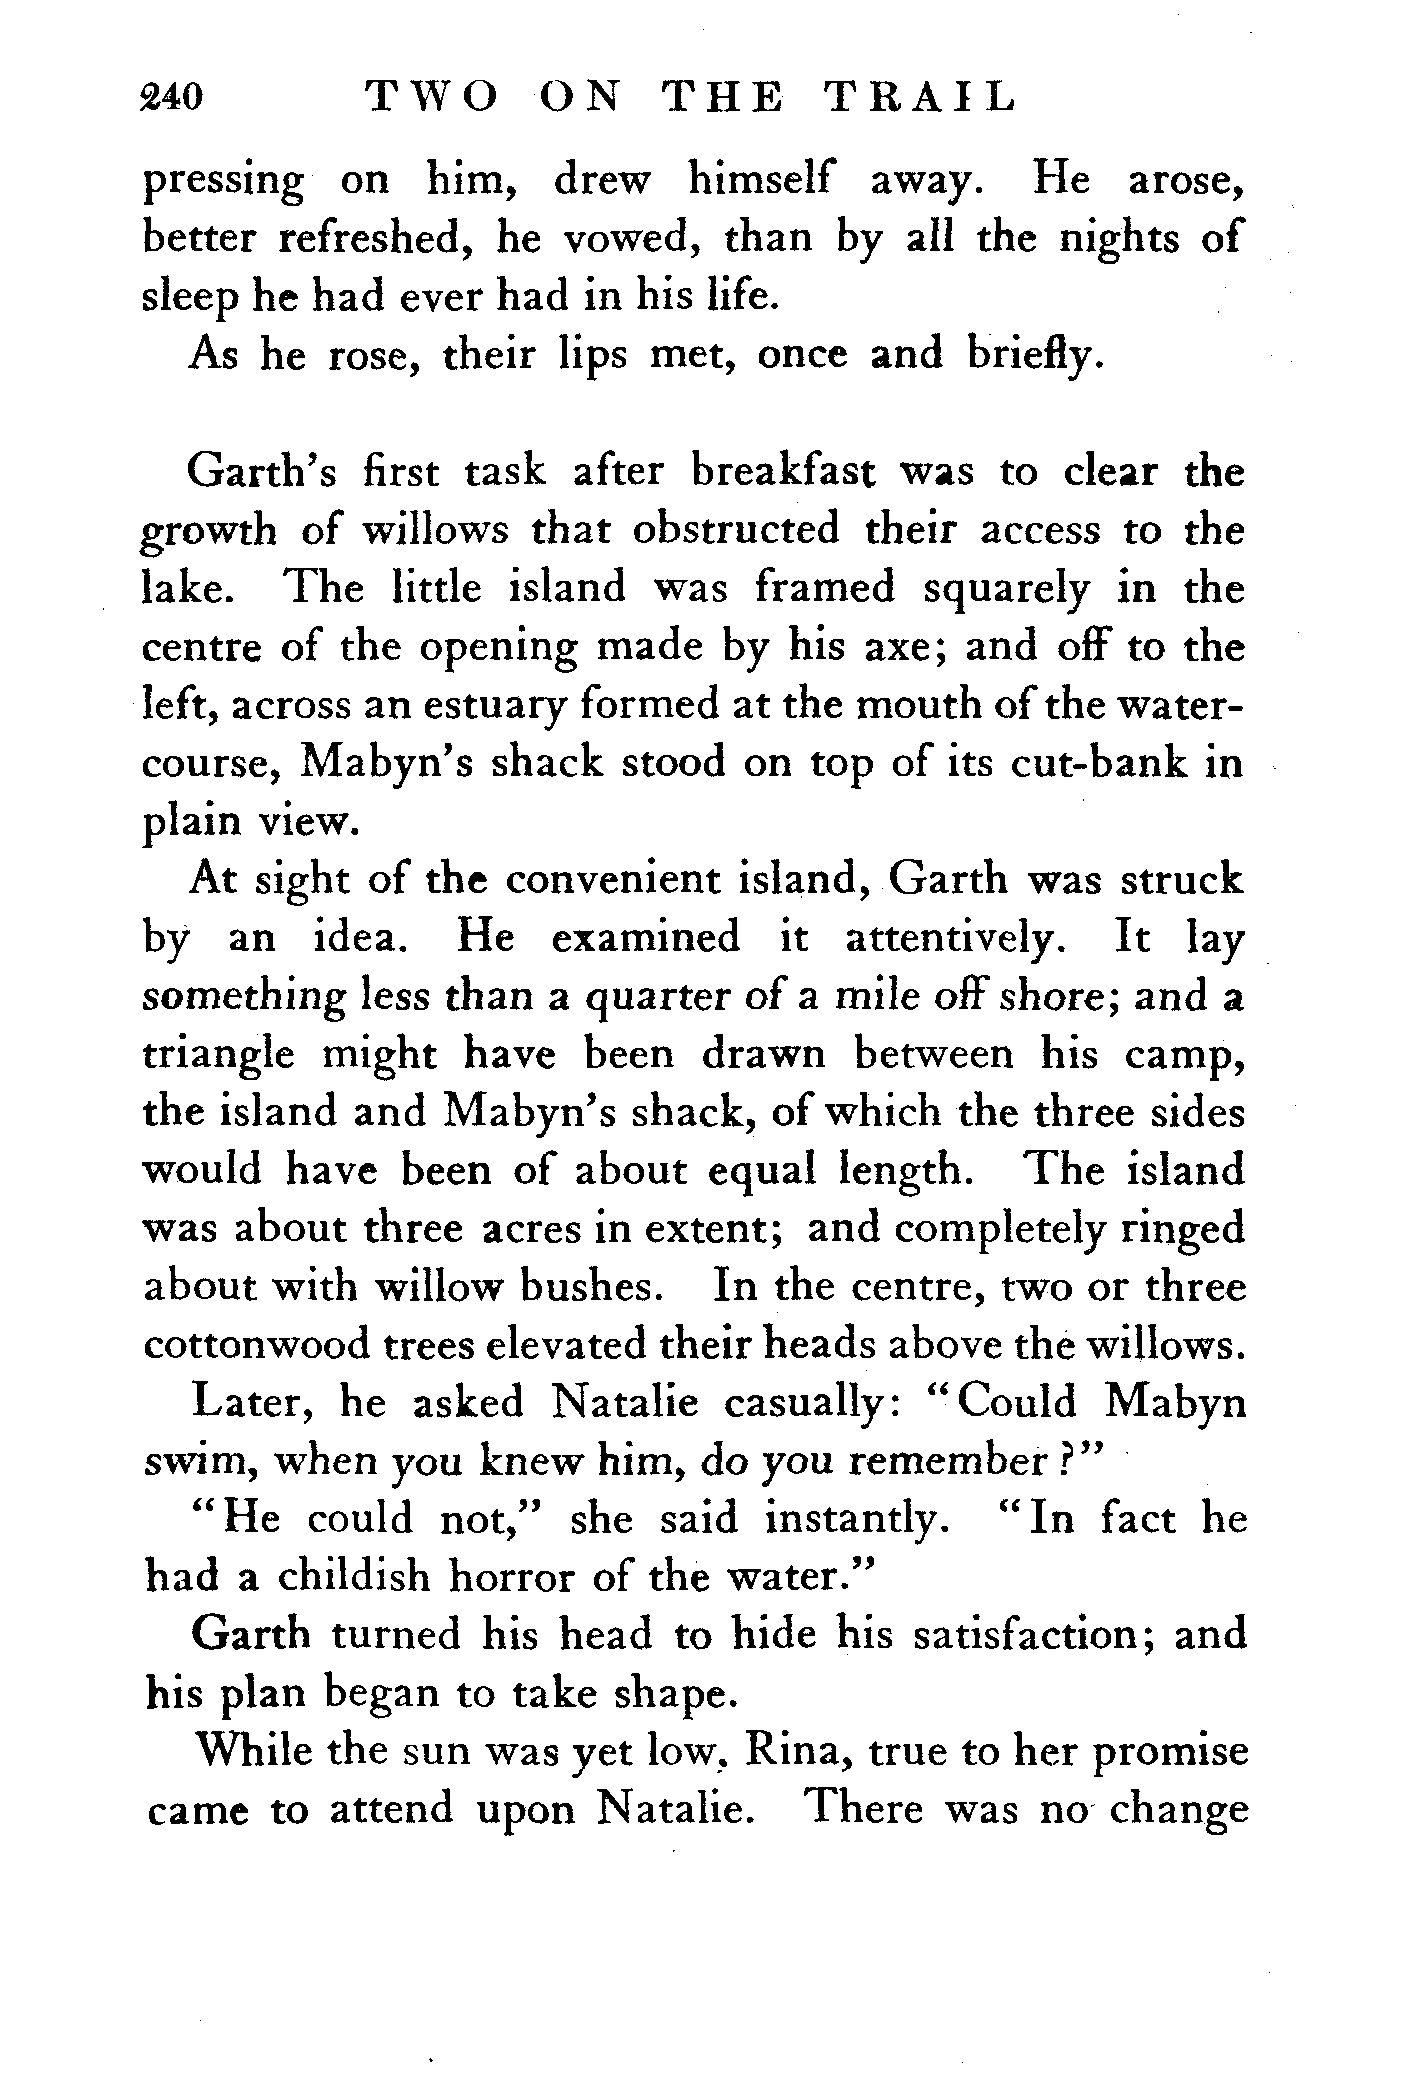 240 TWO ON THE TRAIL
pressing on him, drew himself away. He arose,
better refreshed, he vowed, than by all the nights of
sleep he had ever had in his life.
As he rose, their lips met, once and briefly.
Garth's first task after breakfast was to clear the
growth of willows that obstructed their access to the
lake. The little island was framed squarely in the
centre of the opening made by his axe; and off to the
left, across an estuary formed at the mouth of the water-
course, Mabyn's shack stood on top of its cut-bank in
plain view.
At sight of the convenient island, Garth was struck
by an idea. He examined it attentively. It lay
something less than a quarter of a mile off shore; and a
triangle might have been drawn between his camp,
the island and Mabyn's shack, of which the three sides
would have been of about equal length. The island
was about three acres in extent; and completely ringed
about with willow bushes. In the centre, two or three
cottonwood trees elevated their heads above the willows.
Later, he asked Natalie casually: "Could Mabyn
swim, when you knew him, do you remember?"
"He could not," she said instantly. "In fact he
had a childish horror of the water."
Garth turned his head to hide his satisfaction; and
his plan began to take shape.
While the sun was yet low, Rina, true to her promise
came to attend upon Natalie. There was no change